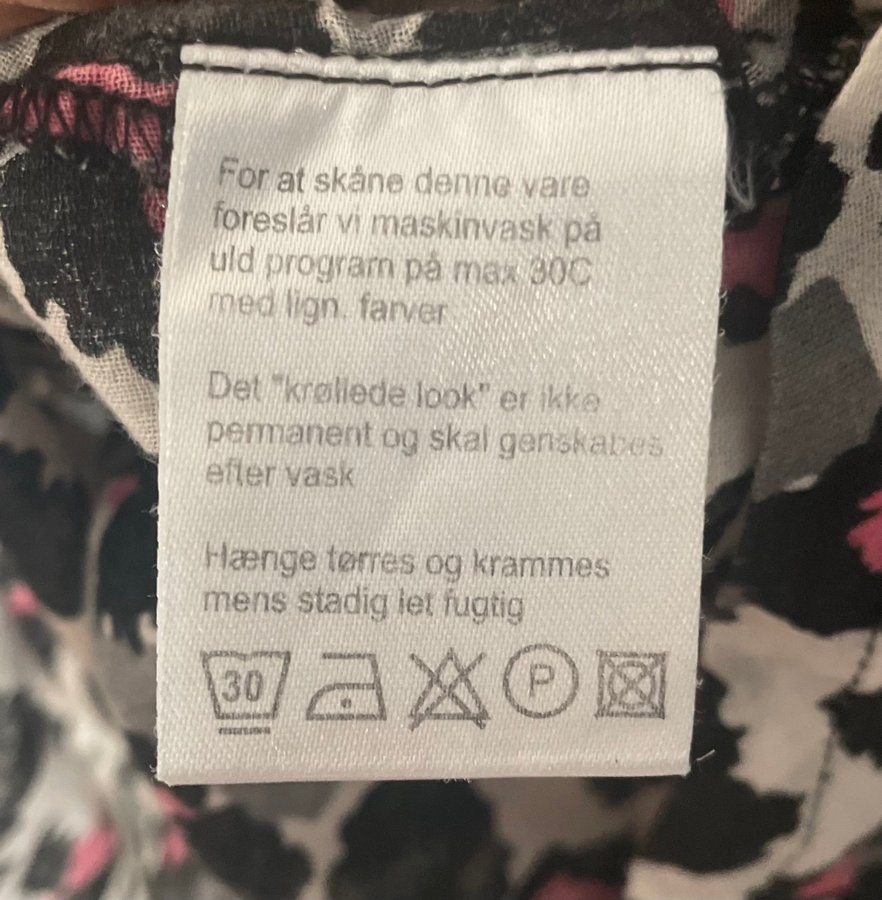 For at skåne denne vare
foreslår vi maskinvask på
uld program på max 30C
med lign. farver
Det "krøllede look" er ikke
permanent og skal genskabes
efter vask
Hænge tørres og krammes
mens stadig let fugtig
30 P